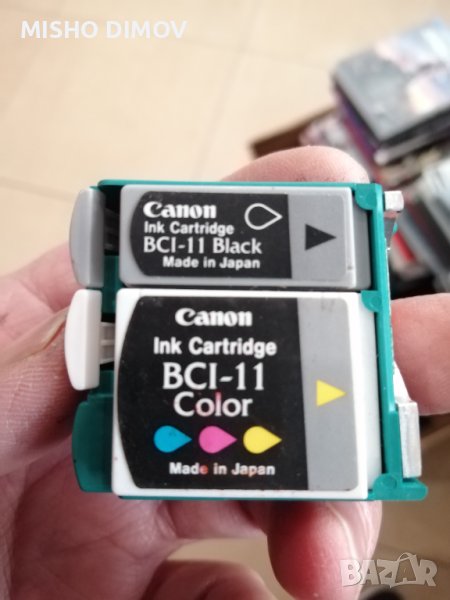 MISHO DIMOV
Canon
Ink Cartridge
BCI-11 Black
Made in Japan
Canon
Ink Cartridge
BCI-11
Color
Made in Japan
BAZAR